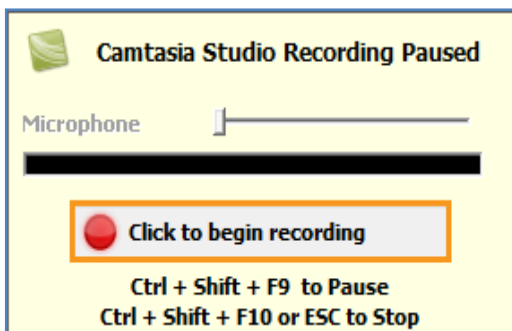 Camtasia Studio Recording Paused
Microphone
Click to begin recording
Ctrl + Shift + F9 to Pause
Ctrl + Shift + F10 or ESC to Stop